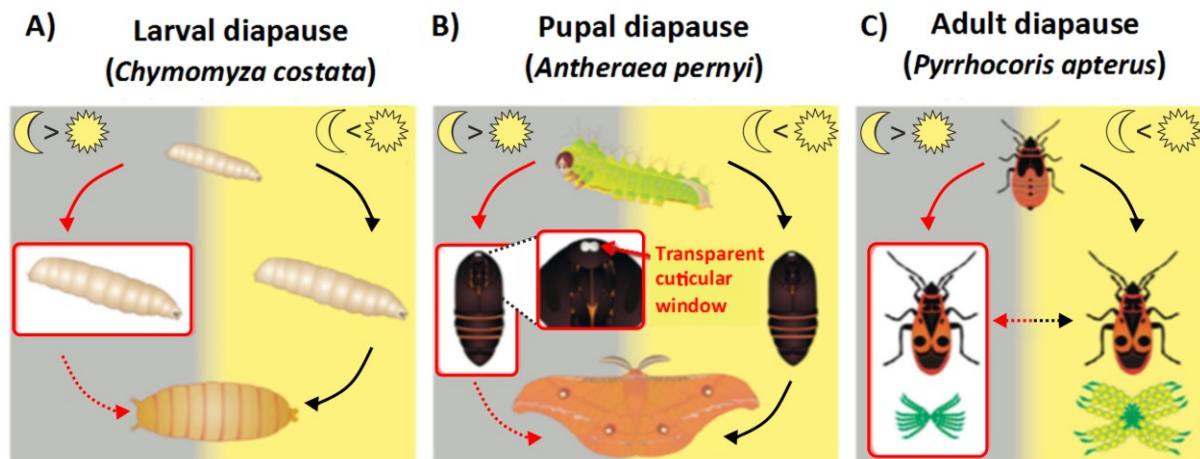 A) Larval diapause
(Chymomyza costata)
B) Pupal diapause
(Antheraea pernyi)
C) Adult diapause
(Pyrrhocoris apterus)
>
<
>
<
>
<
Transparent
cuticular
window